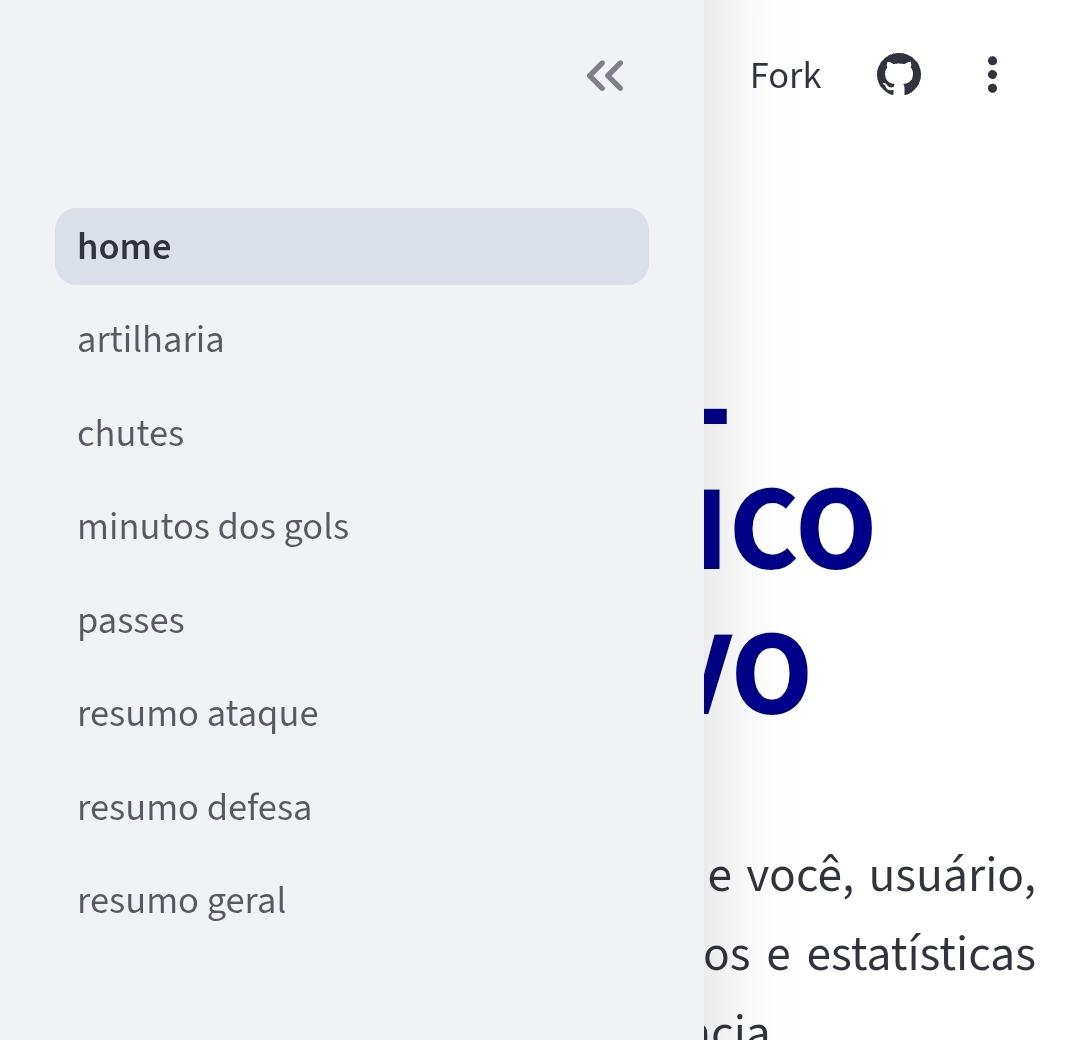 Fork
home
artilharia
chutes
minutos dos gols
passes
resumo ataque
resumo defesa
resumo geral
-
ICO
VO
e você, usuário,
os e estatísticas